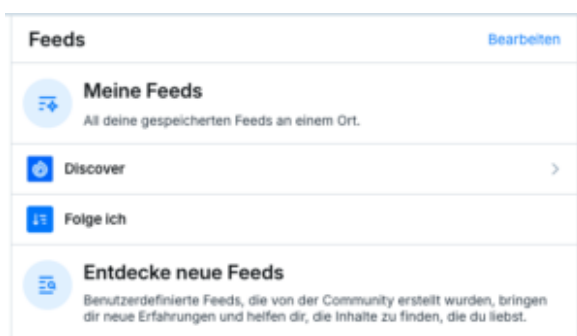 Feeds
Bearbeiten
Meine Feeds
All deine gespeicherten Feeds an einem Ort.
Discover
Folge ich
Entdecke neue Feeds
Benutzerdefinierte Feeds, die von der Community erstellt wurden, bringen
dir neue Erfahrungen und helfen dir, die Inhalte zu finden, die du liebst.